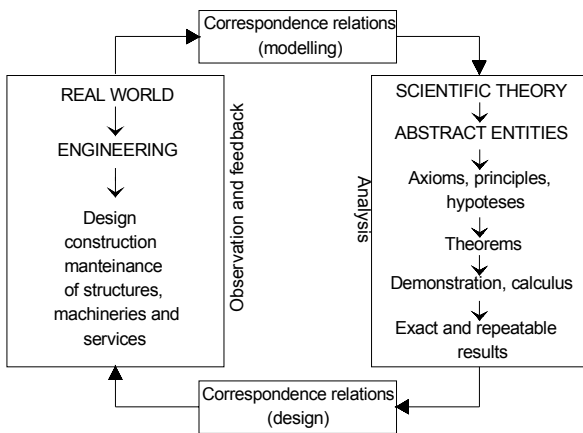 Correspondence relations
(modelling)
REAL WORLD
ENGINEERING
Design
construction
manteinance
of structures,
machineries and
services
Observation and feedback
Analysis
SCIENTIFIC THEORY
ABSTRACT ENTITIES
Axioms, principles,
hypoteses
Theorems
Demonstration, calculus
Exact and repeatable
results
Correspondence relations
(design)